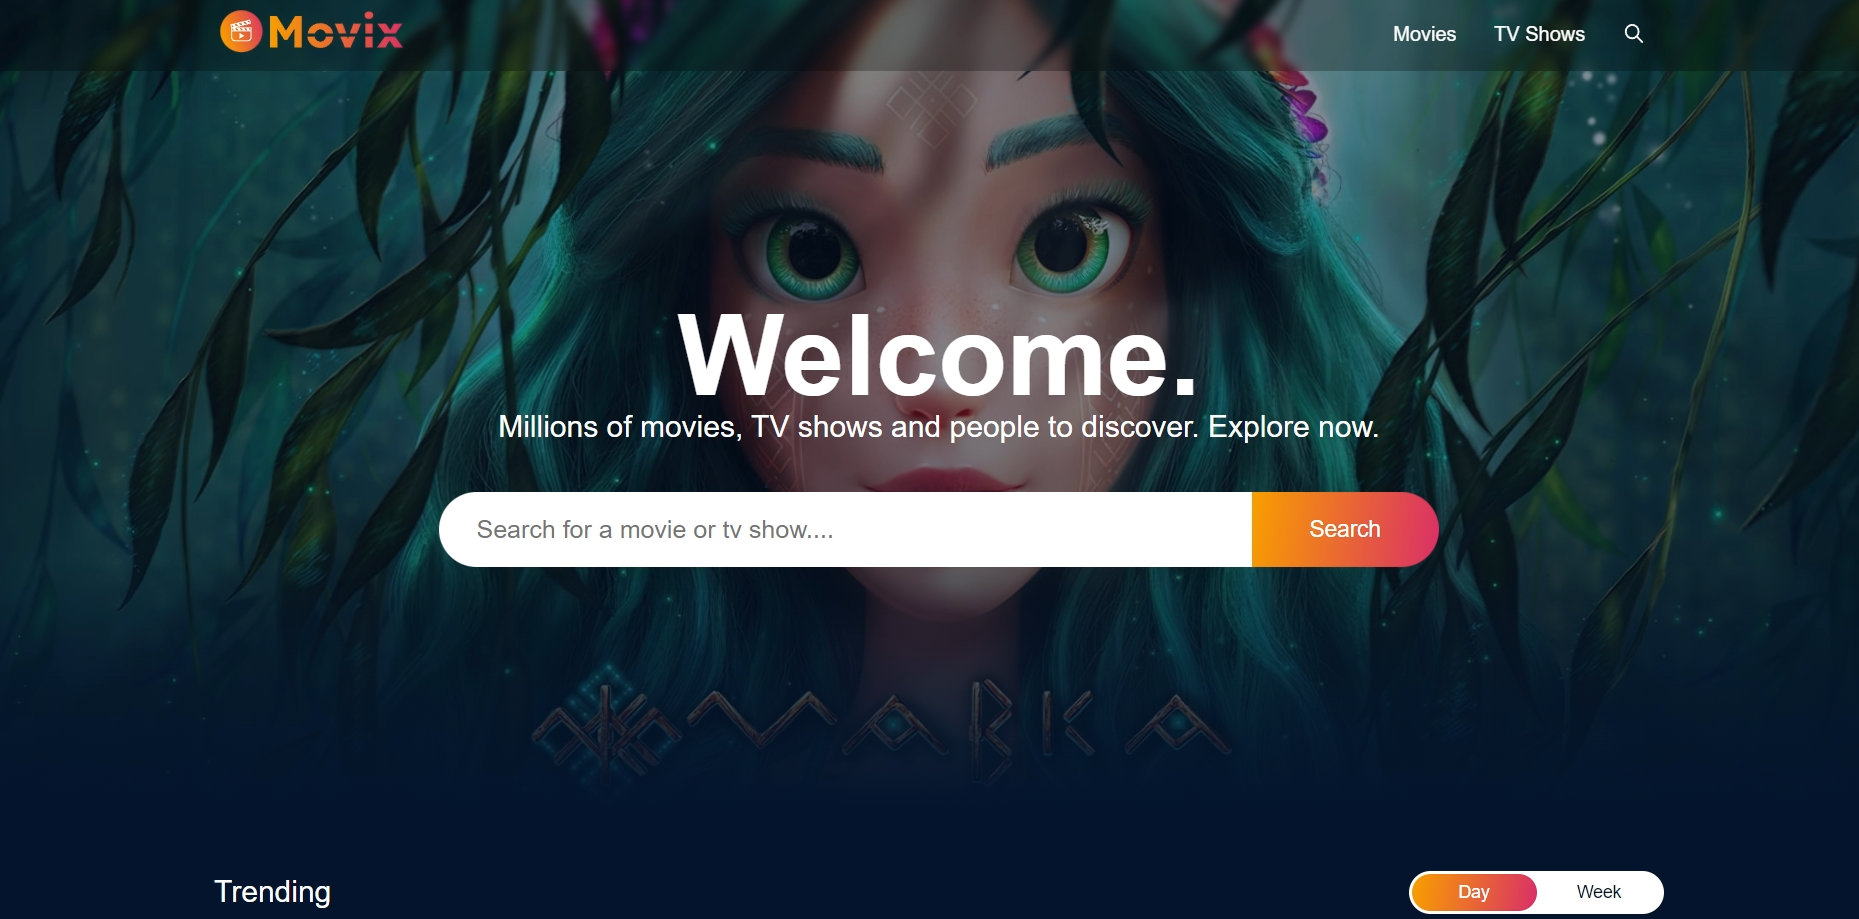 Movix
Movies TV Shows
Welcome.
Millions of movies, TV shows and people to discover. Explore now.
Search for a movie or tv show.... Search
МАВКА
Trending Day Week